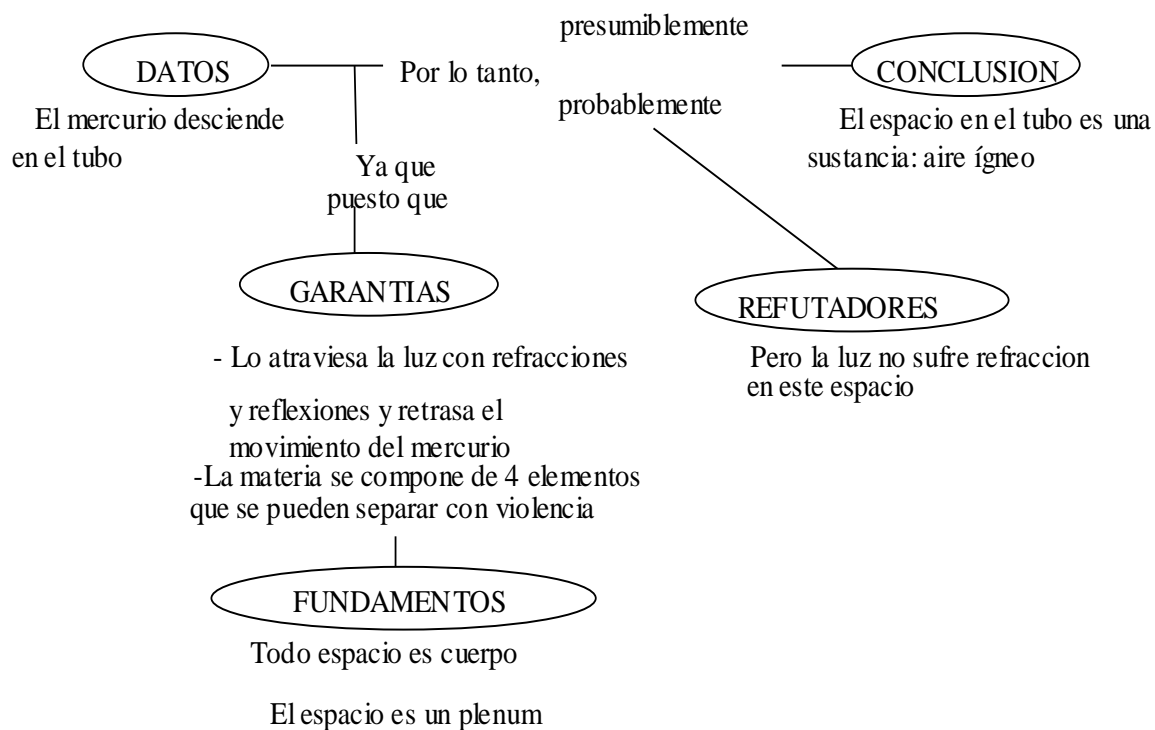 presumiblemente
DATOS
Por lo tanto,
CONCLUSION
probablemente
El mercurio desciende
en el tubo
El espacio en el tubo es una
sustancia: aire ígneo
Ya que
puesto que
GARANTIAS
REFUTADORES
- Lo atraviesa la luz con refracciones
y reflexiones y retrasa el
movimiento del mercurio
-La materia se compone de 4 elementos
que se pueden separar con violencia
Pero la luz no sufre refraccion
en este espacio
FUNDAMENTOS
Todo espacio es cuerpo
El espacio es un plenum